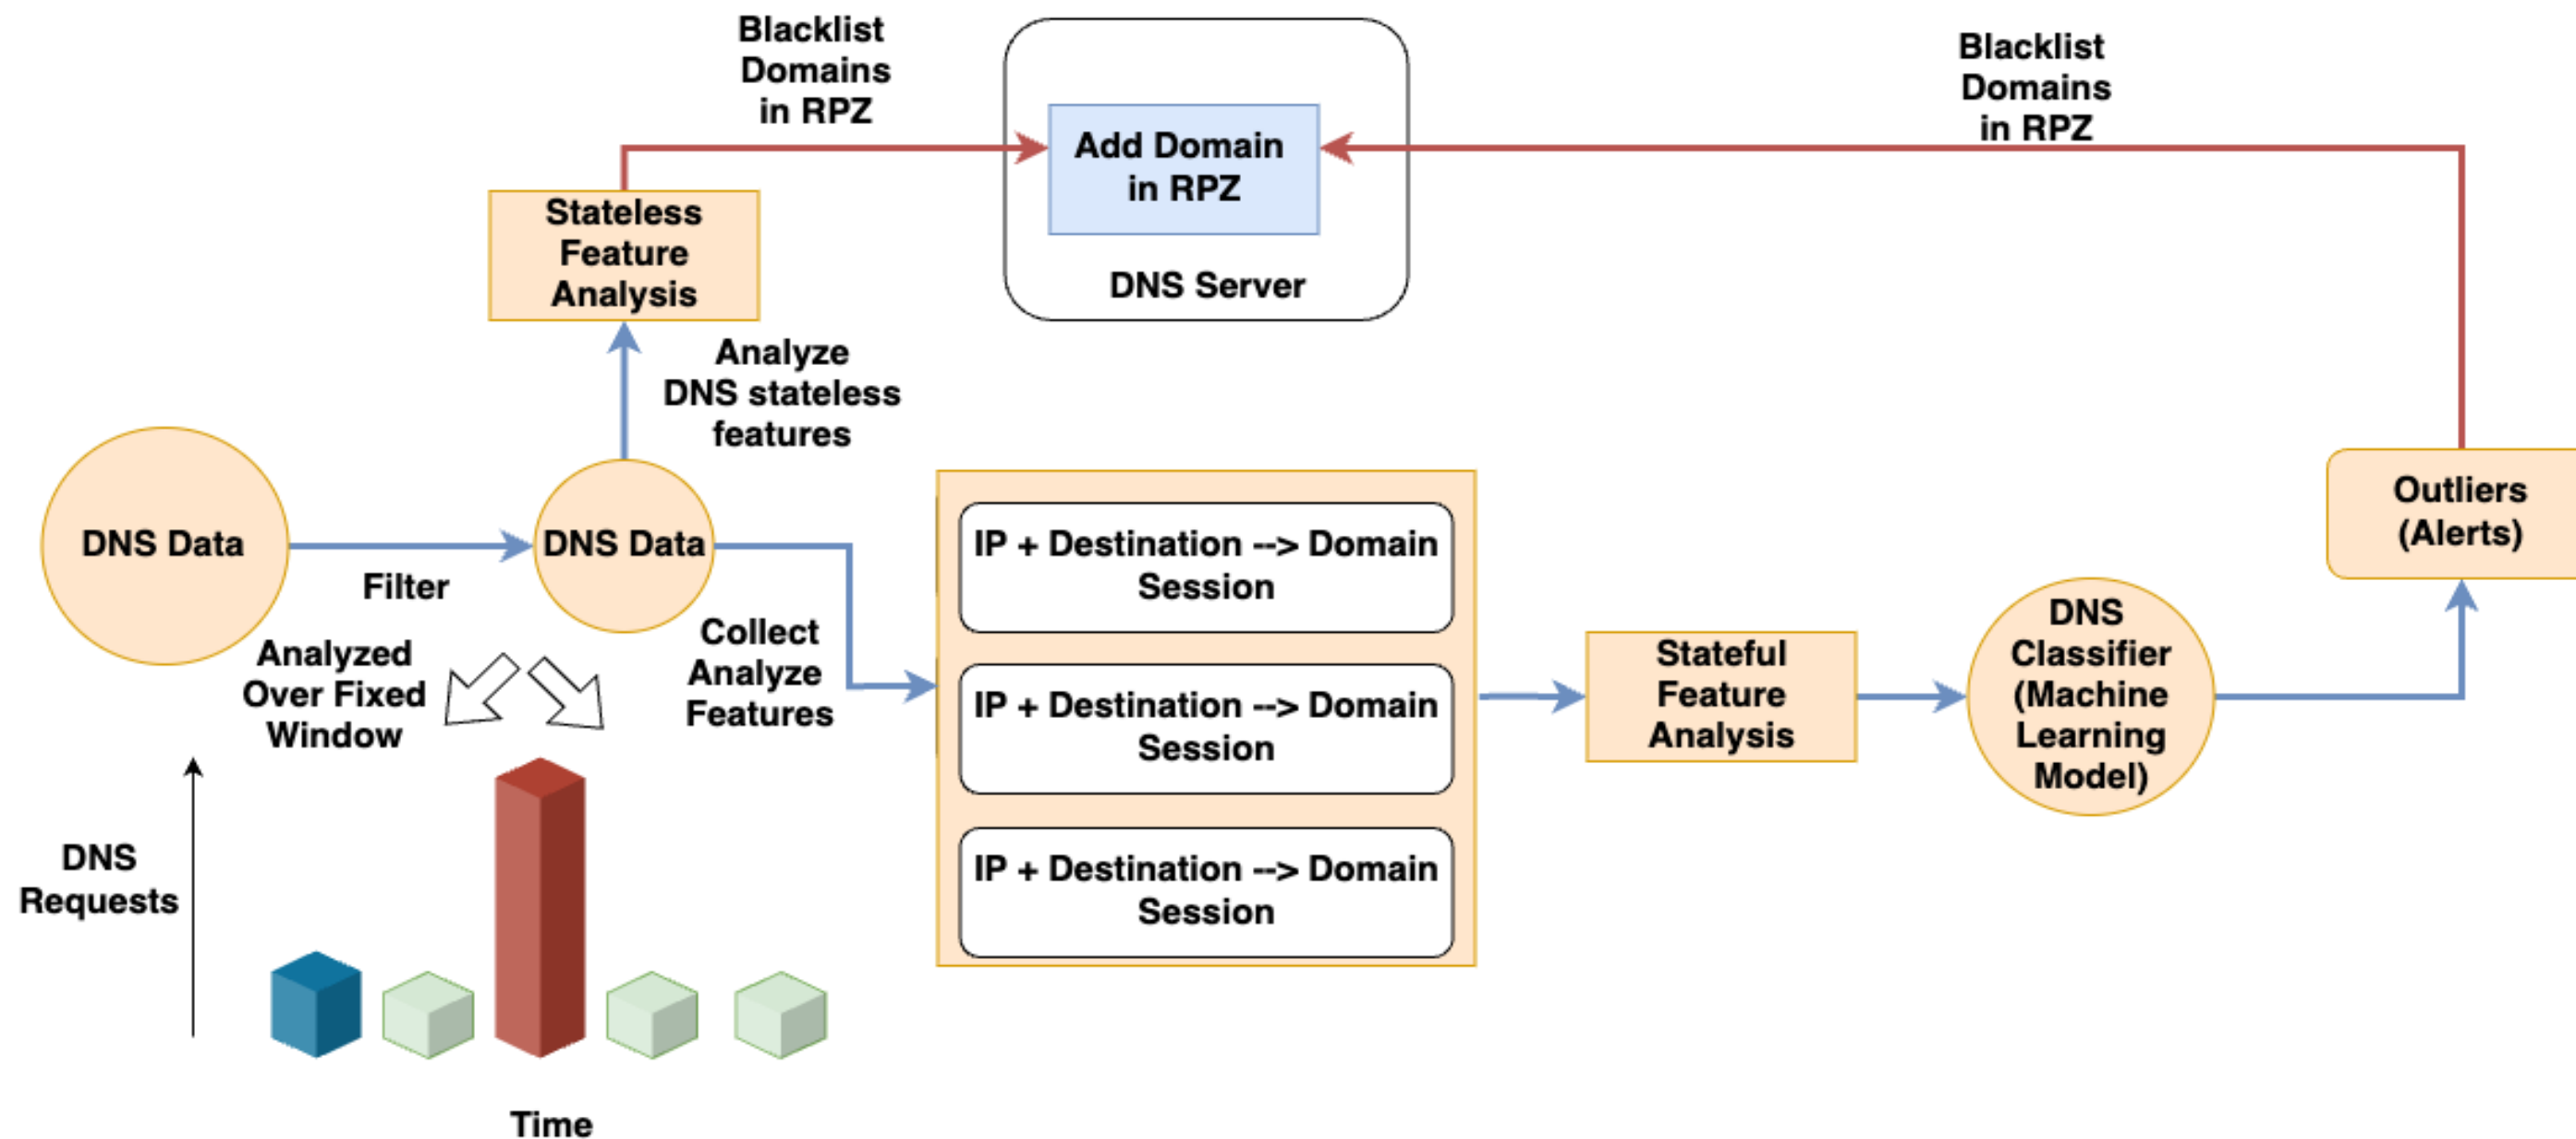 Blacklist
Domains
in RPZ
Add Domain
in RPZ
DNS Server
Blacklist
Domains
in RPZ
Stateless
Feature
Analysis
Analyze
DNS stateless
features
DNS Data
Filter
DNS Data
Analyzed
Over Fixed
Window
Collect
Analyze
Features
IP + Destination --> Domain
Session
IP + Destination --> Domain
Session
IP + Destination --> Domain
Session
Stateful
Feature
Analysis
DNS
Classifier
(Machine
Learning
Model)
Outliers
(Alerts)
DNS
Requests
Time